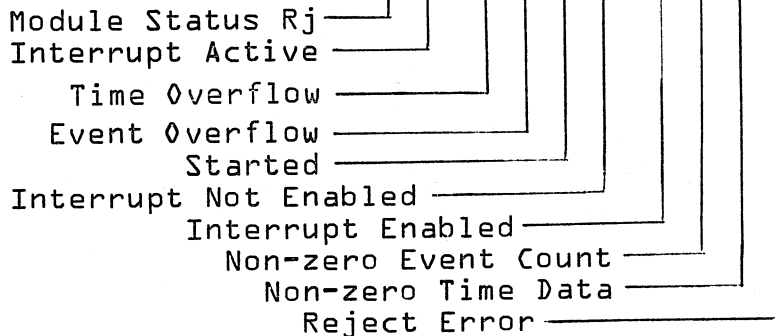 Module Status Rj
Interrupt Active
Time Overflow
Event Overflow
Started
Interrupt Not Enabled
Interrupt Enabled
Non-zero Event Count
Non-zero Time Data
Reject Error